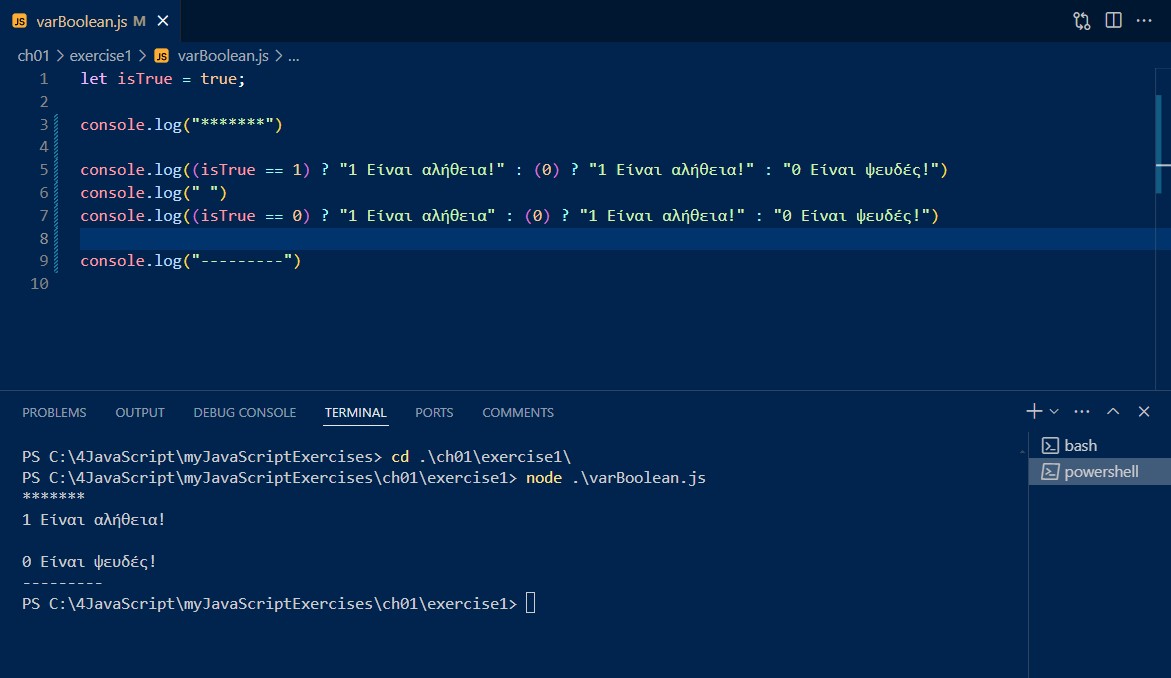 JS varBoolean.js M
ch01 > exercise1 > JS varBoolean.js > ...
1 let isTrue = true;
2
3 console.log("*******")
4
5 console.log((isTrue == 1) ? "1 Είναι αλήθεια!" : (0) ? "1 Είναι αλήθεια!" : "0 Είναι ψευδές!")
6 console.log(" ")
7 console.log((isTrue == 0) ? "1 Είναι αλήθεια" : (0) ? "1 Είναι αλήθεια!" : "0 Είναι ψευδές!")
8
9 console.log("---------")
10
PROBLEMS OUTPUT DEBUG CONSOLE TERMINAL PORTS COMMENTS
PS C:\4JavaScript\myJavaScriptExercises> cd .\ch01\exercise1\
PS C:\4JavaScript\myJavaScriptExercises\ch01\exercise1> node .\varBoolean.js
*******
1 Είναι αλήθεια!
0 Είναι ψευδές!
---------
PS C:\4JavaScript\myJavaScriptExercises\ch01\exercise1>
bash
powershell